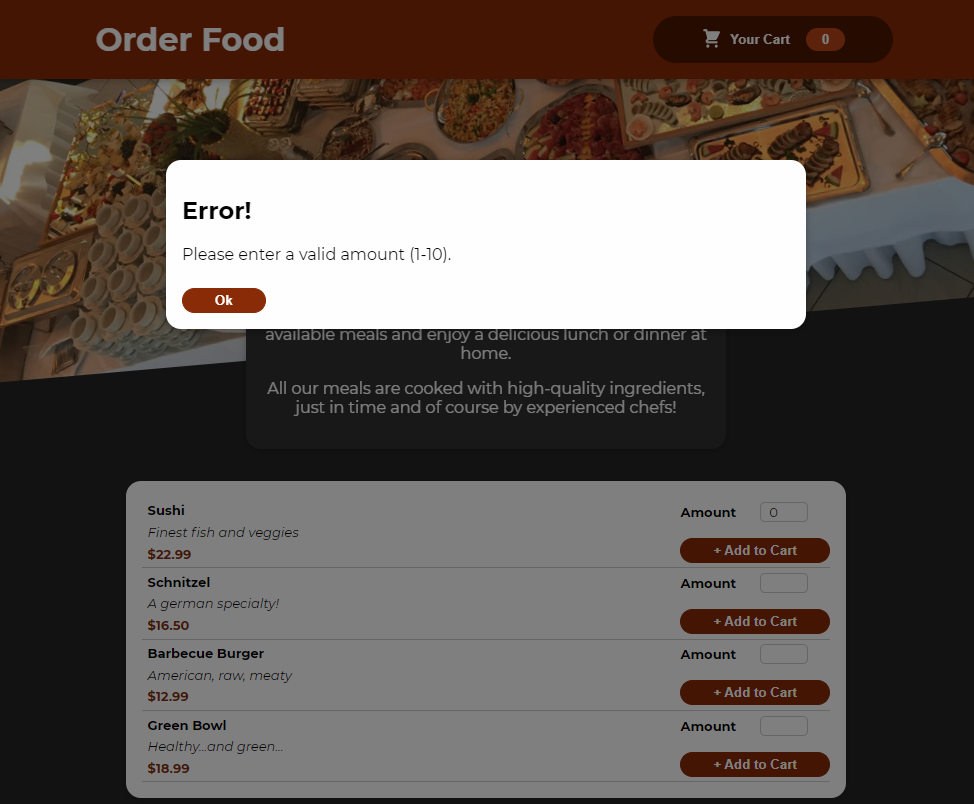 Order Food
Your Cart 0
Error!
Please enter a valid amount (1-10).
Ok
available meals and enjoy a delicious lunch or dinner at
home.
All our meals are cooked with high-quality ingredients,
just in time and of course by experienced chefs!
Sushi
Finest fish and veggies
$22.99
Amount 0
+ Add to Cart
Schnitzel
A german specialty!
$16.50
Amount
+ Add to Cart
Barbecue Burger
American, raw, meaty
$12.99
Amount
+ Add to Cart
Green Bowl
Healthy...and green...
$18.99
Amount
+ Add to Cart